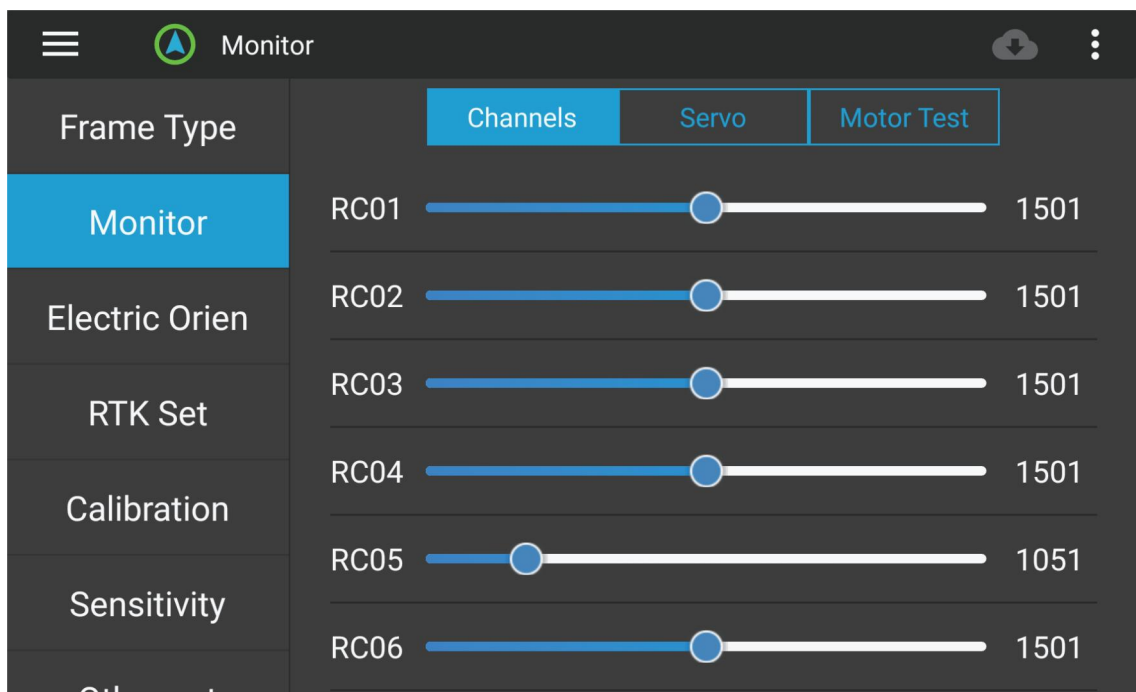 Monitor
Frame Type
Monitor
Electric Orien
RTK Set
Calibration
Sensitivity
Channels Servo Motor Test
RC01 1501
RC02 1501
RC03 1501
RC04 1501
RC05 1051
RC06 1501